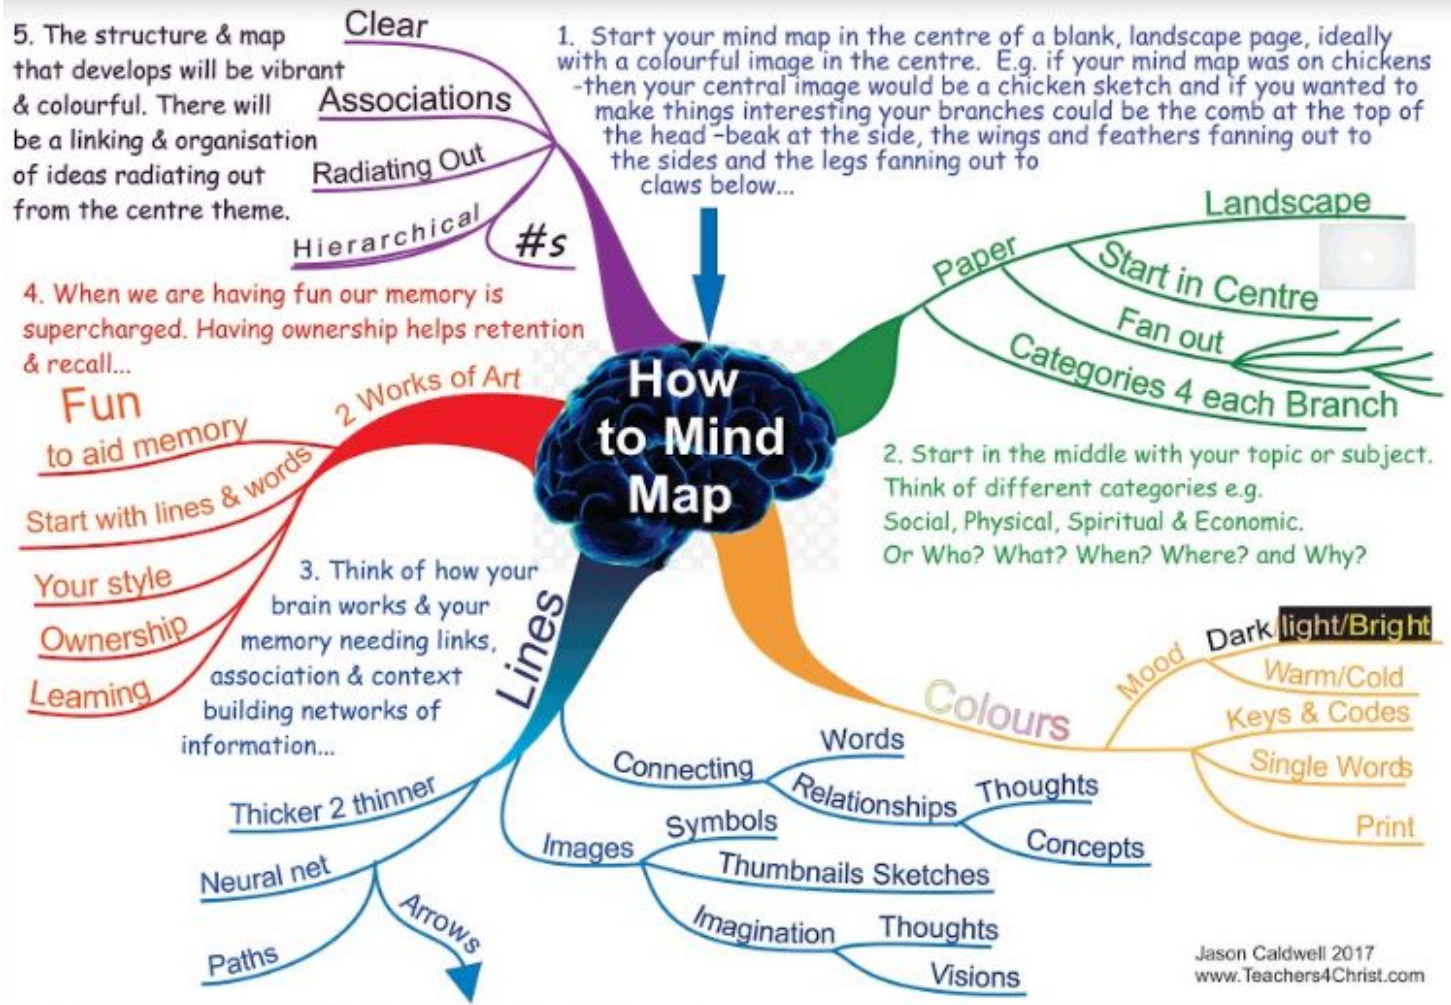 5. The structure & map
that develops will be vibrant
& colourful. There will
be a linking & organisation
of ideas radiating out
from the centre theme.
Clear
Associations
Radiating Out
Hierarchical
#s
1. Start your mind map in the centre of a blank, landscape page, ideally
with a colourful image in the centre. E.g. if your mind map was on chickens
-then your central image would be a chicken sketch and if you wanted to
make things interesting your branches could be the comb at the top of
the head -beak at the side, the wings and feathers fanning out to
the sides and the legs fanning out to
claws below...
Landscape
Paper
Start in Centre
Fan out
Categories 4 each Branch
4. When we are having fun our memory is
supercharged. Having ownership helps retention
& recall...
How
to Mind
Map
2 Works of Art
Fun
to aid memory
Start with lines & words
Your style
Ownership
Learning
2. Start in the middle with your topic or subject.
Think of different categories e.g.
Social, Physical, Spiritual & Economic.
Or Who? What? When? Where? and Why?
3. Think of how your
brain works & your
memory needing links,
association & context
building networks of
information...
Lines
Colours
Mood
Dark/light/Bright
Warm/Cold
Keys & Codes
Single Words
Print
Connecting
Words
Relationships
Thoughts
Concepts
Thicker 2 thinner
Neural net
Arrows
Paths
Images
Symbols
Thumbnails Sketches
Imagination
Thoughts
Visions
Jason Caldwell 2017
www.Teachers4Christ.com